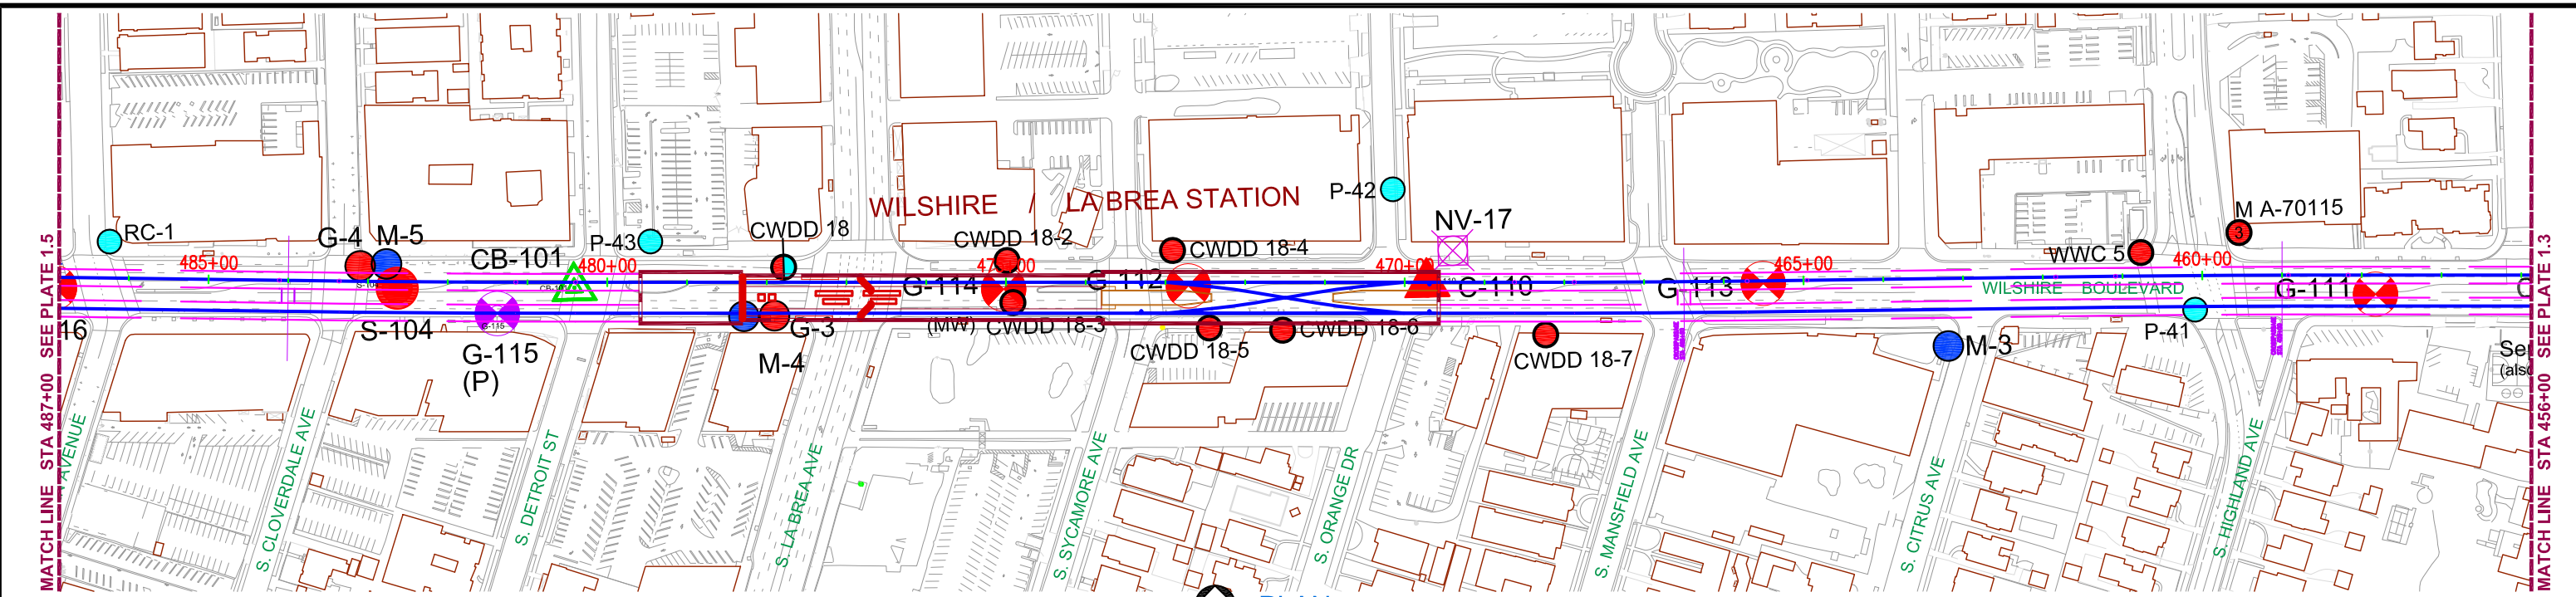 MATCH LINE STA 487+00 SEE PLATE 1.5
RC-1
G-4
M-5
P-43
CWDD 18
WILSHIRE / LA BREA STATION
CWDD 18-2
CWDD 18-4
P-42
NV-17
M A-70115
3
WWC 5
485+00
CB-101
480+00
470+00
465+00
460+00
G-114
G-112
C-110
G-113
WILSHIRE BOULEVARD
G-111
16
S-104
G-115
G-115
(P)
G-3
M-4
(MW)
CWDD 18-3
CWDD 18-5
CWDD 18-6
CWDD 18-7
M-3
P-41
(also
AVENUE
S. CLOVERDALE AVE
S. DETROIT ST
S. LA BREA AVE
S. SYCAMORE AVE
S. ORANGE DR
S. MANSFIELD AVE
S. CITRUS AVE
S. HIGHLAND AVE
MATCH LINE STA 456+00 SEE PLATE 1.3